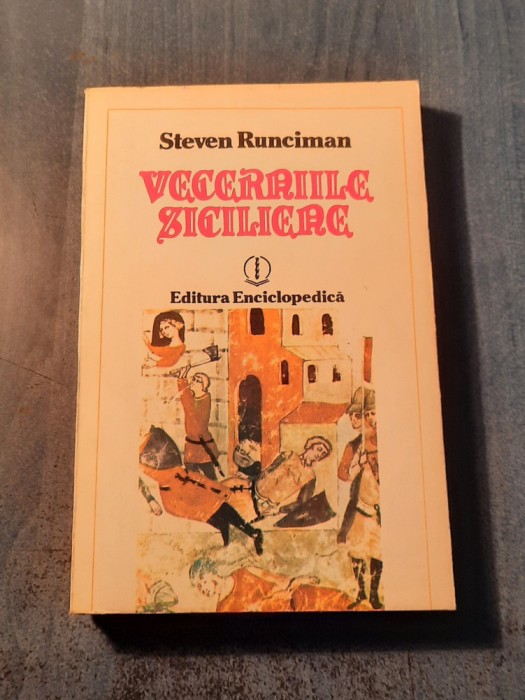 Steven Runciman
VECERNIILE
SICILIENE
Editura Enciclopedică